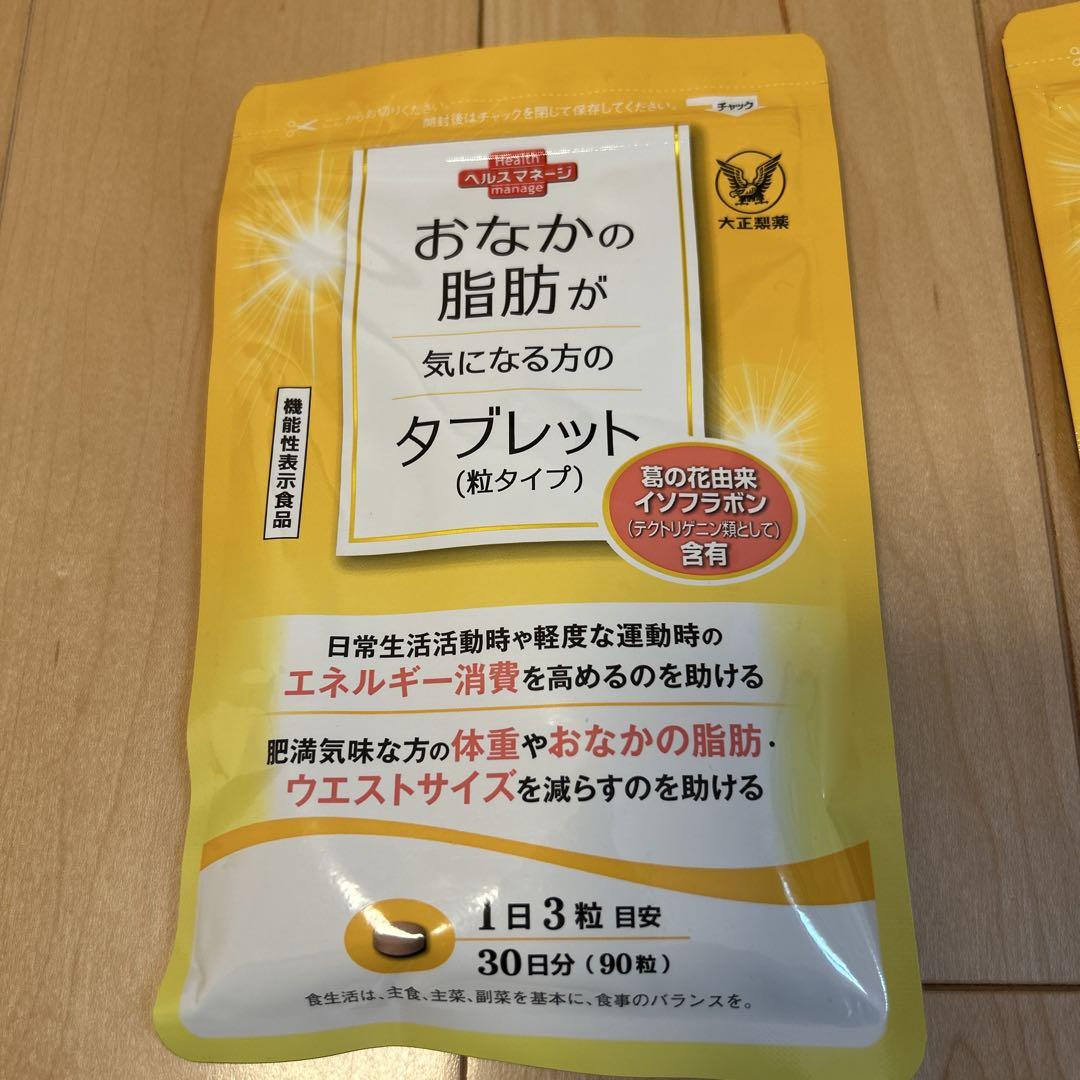 ここからお切りください。
開封後はチャックを閉じて保存してください。
チャック
Health
ヘルスマネージ
manage
大正製薬
おなかの
脂肪が
気になる方の
タブレット
(粒タイプ)
機能性表示食品
葛の花由来
イソフラボン
(テクトリゲニン類として)
含有
日常生活活動時や軽度な運動時の
エネルギー消費を高めるのを助ける
肥満気味な方の体重やおなかの脂肪・
ウエストサイズを減らすのを助ける
1日3粒 目安
30日分(90粒)
食生活は、主食、主菜、副菜を基本に、食事のバランスを。